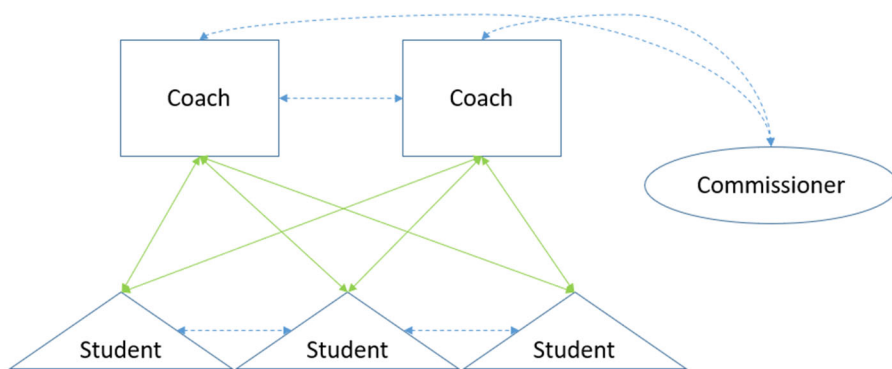 Coach
Coach
Commissioner
Student
Student
Student